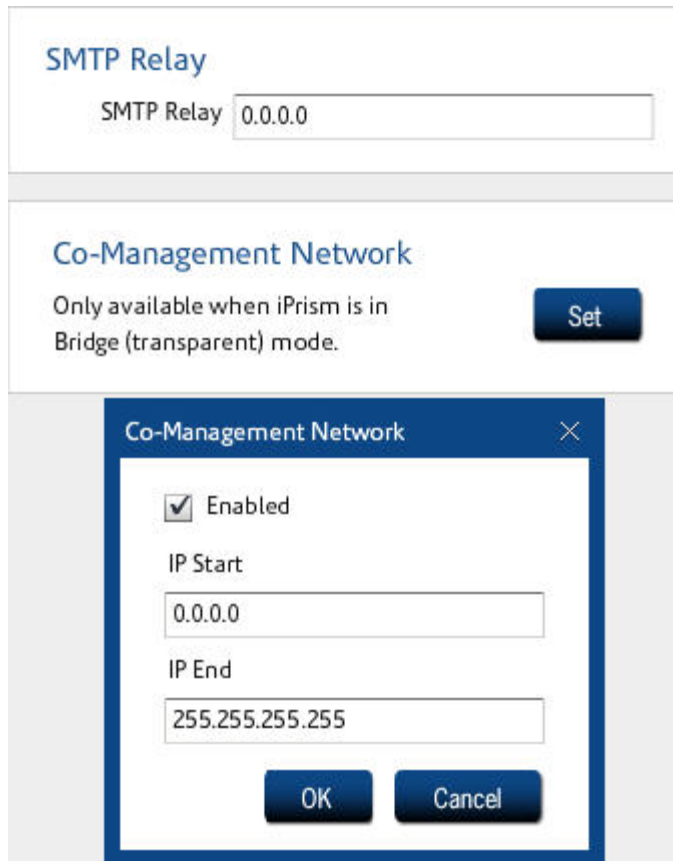 SMTP Relay
SMTP Relay 0.0.0.0
Co-Management Network
Only available when iPrism is in
Bridge (transparent) mode.
Set
Co-Management Network
Enabled
IP Start
0.0.0.0
IP End
255.255.255.255
OK Cancel